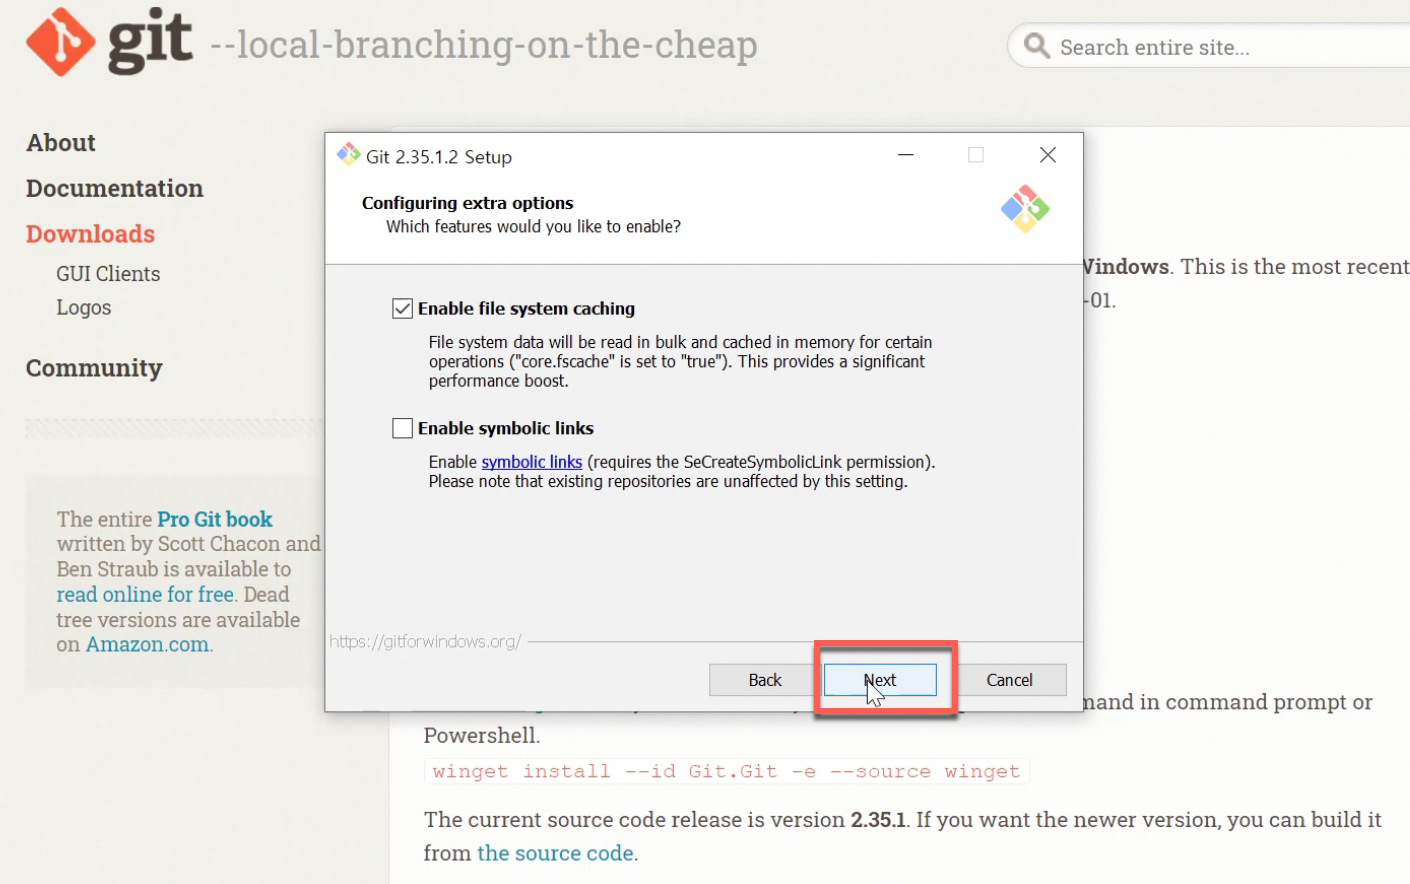 git --local-branching-on-the-cheap
Search entire site...
About
Documentation
Downloads
GUI Clients
Logos
Community
The entire Pro Git book
written by Scott Chacon and
Ben Straub is available to
read online for free. Dead
tree versions are available
on Amazon.com.
Git 2.35.1.2 Setup
Configuring extra options
Which features would you like to enable?
Enable file system caching
File system data will be read in bulk and cached in memory for certain
operations ("core.fscache" is set to "true"). This provides a significant
performance boost.
Enable symbolic links
Enable symbolic links (requires the SeCreateSymbolicLink permission).
Please note that existing repositories are unaffected by this setting.
https://gitforwindows.org/
Back
Next
Cancel
Windows. This is the most recent
-01.
mand in command prompt or
Powershell.
winget install --id Git.Git -e --source winget
The current source code release is version 2.35.1. If you want the newer version, you can build it
from the source code.